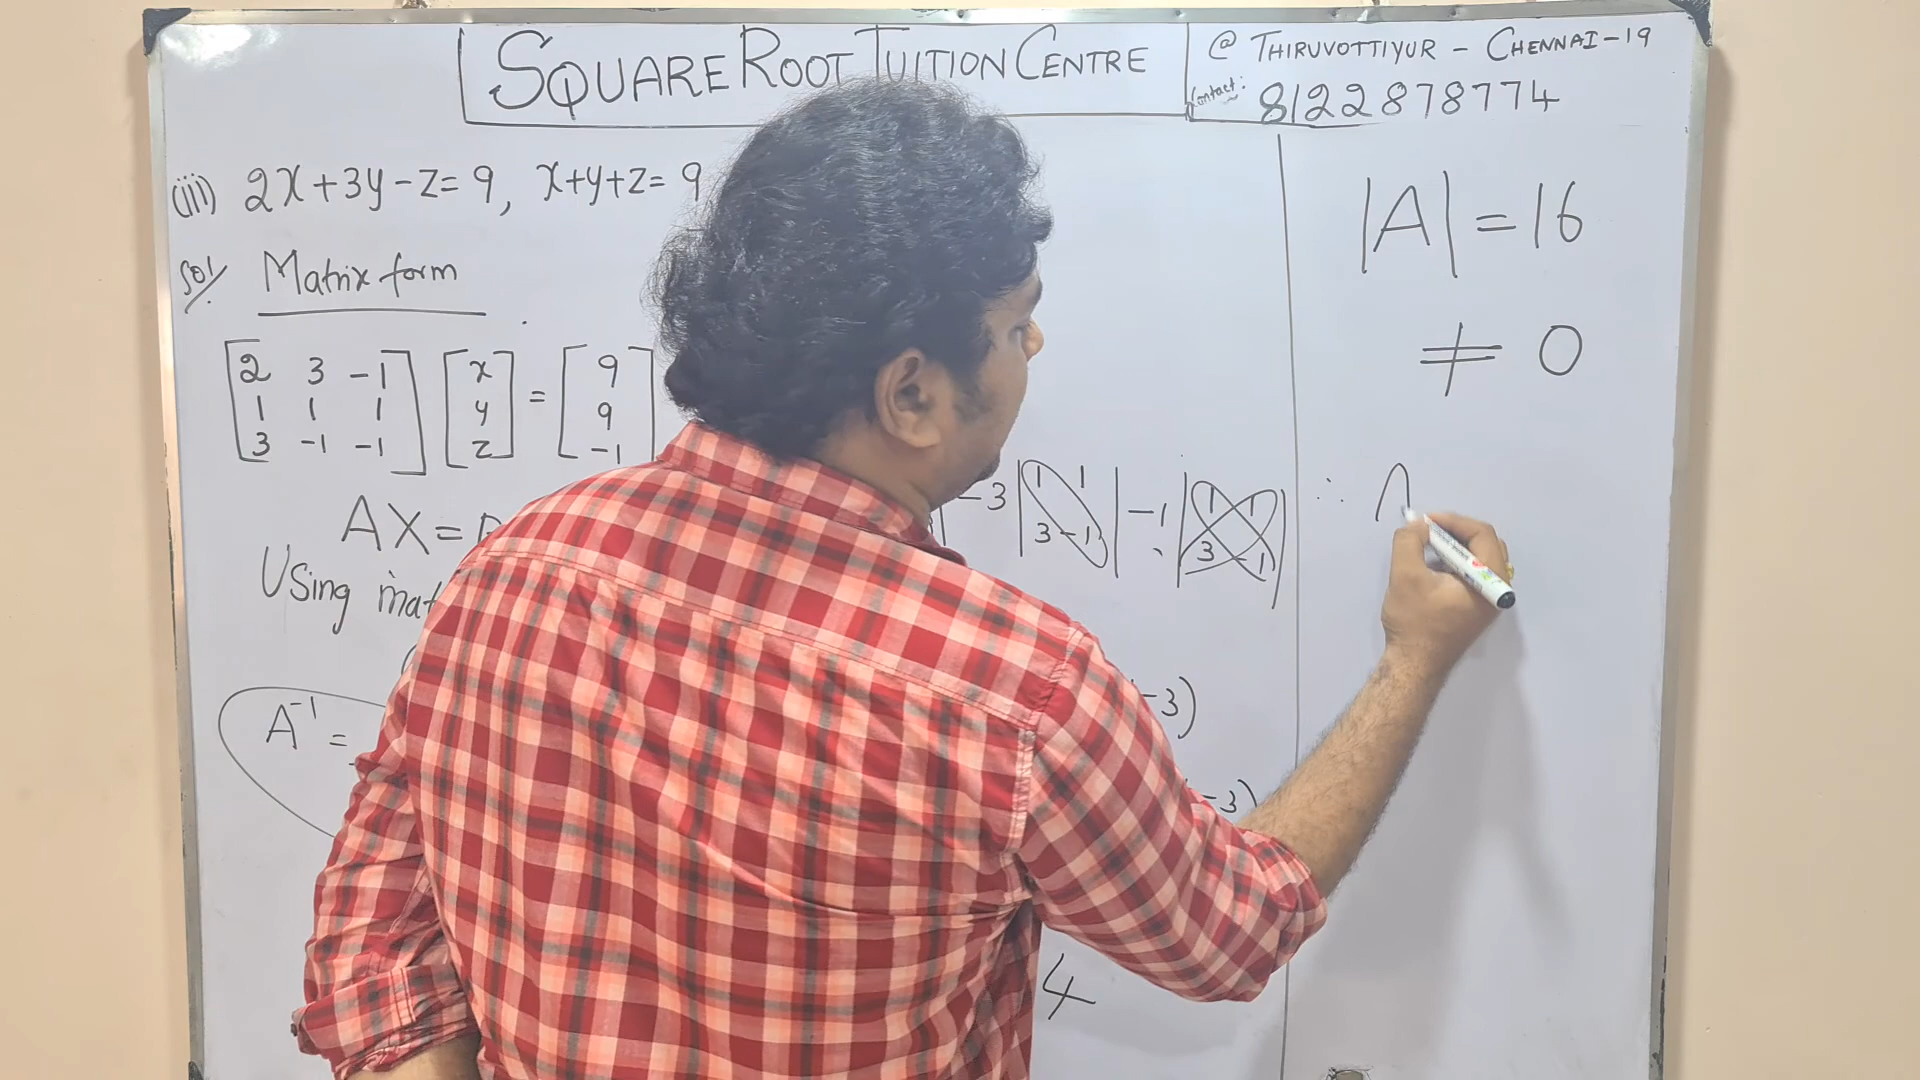 SQUARE ROOT TUITION CENTRE
@ THIRUVOTTIYUR - CHENNAI-19
Contact: 8122878774
(iii) 2x+3y-z=9, x+y+z=9
Sol Matrix form
2 3 -1 x = 9
1 1 1 y 9
3 -1 -1 z -1
AX=
Using mat
A⁻¹ =
-3 |1 1| -1 |1 1|
3 -1 3 -1
-3)
-3)
4
|A| = 16
≠ 0
∴